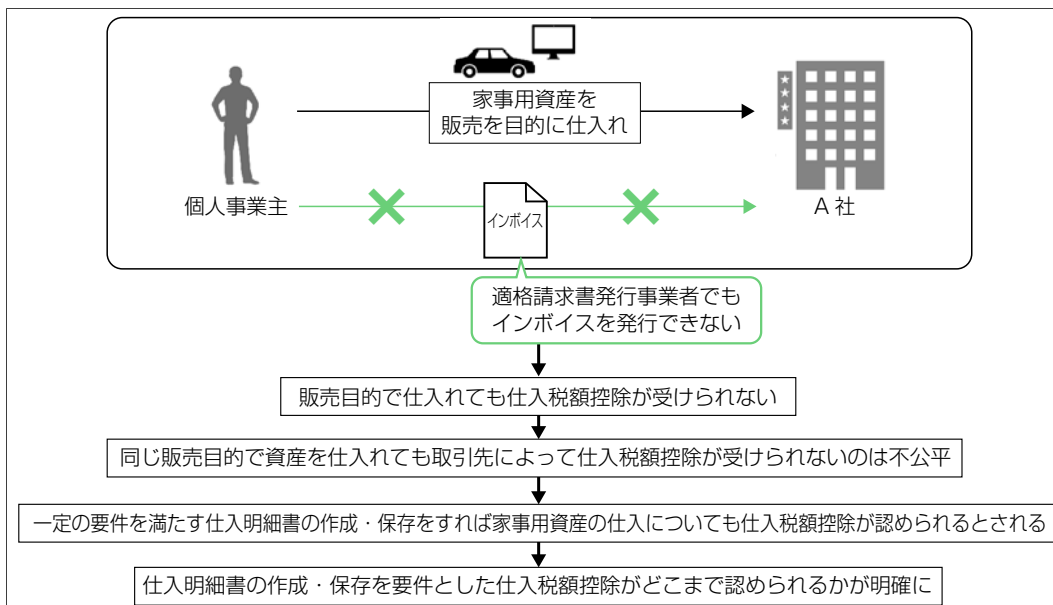 家事用資産を
販売を目的に仕入れ
個人事業主
インボイス
A社
適格請求書発行事業者でも
インボイスを発行できない
販売目的で仕入れても仕入税額控除が受けられない
同じ販売目的で資産を仕入れても取引先によって仕入税額控除が受けられないのは不公平
一定の要件を満たす仕入明細書の作成・保存をすれば家事用資産の仕入についても仕入税額控除が認められるとされる
仕入明細書の作成・保存を要件とした仕入税額控除がどこまで認められるかが明確に